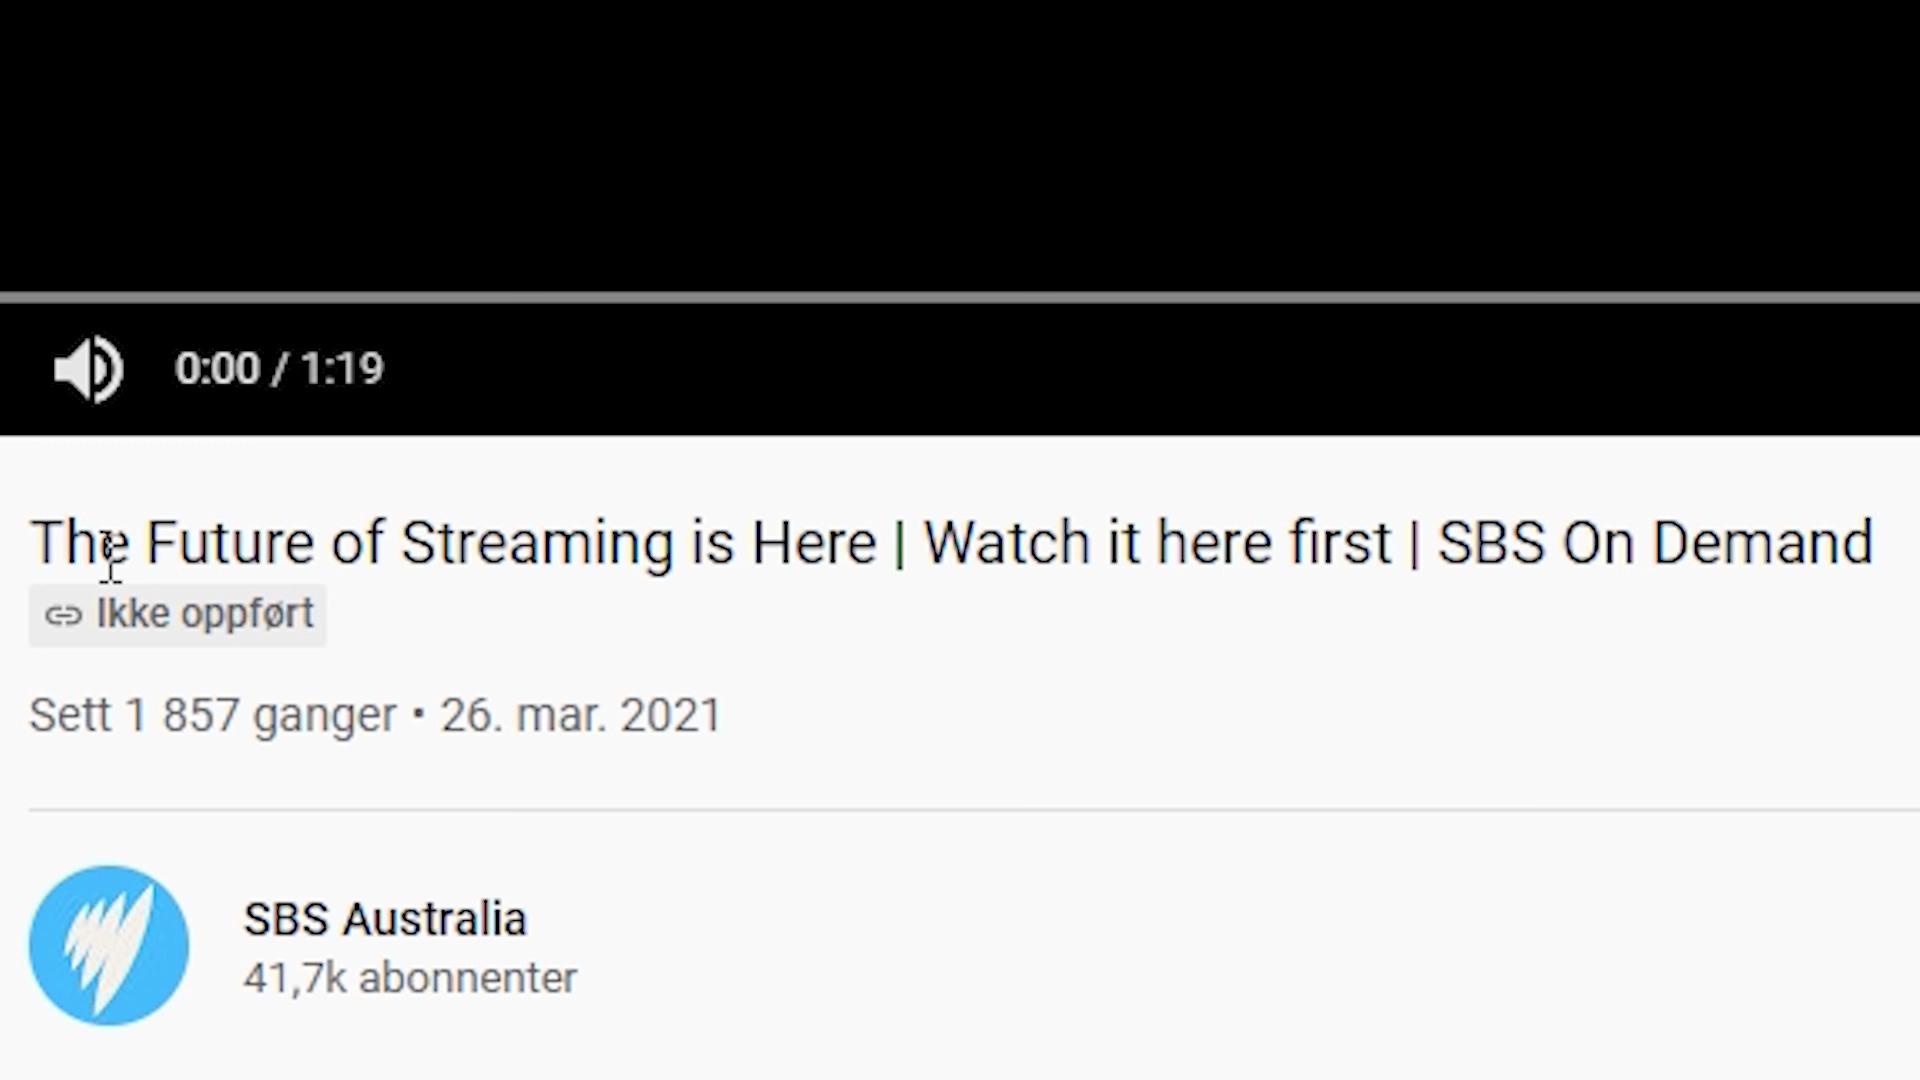 0:00 / 1:19
The Future of Streaming is Here | Watch it here first | SBS On Demand
Ikke oppført
Sett 1 857 ganger • 26. mar. 2021
SBS Australia
41,7k abonnenter